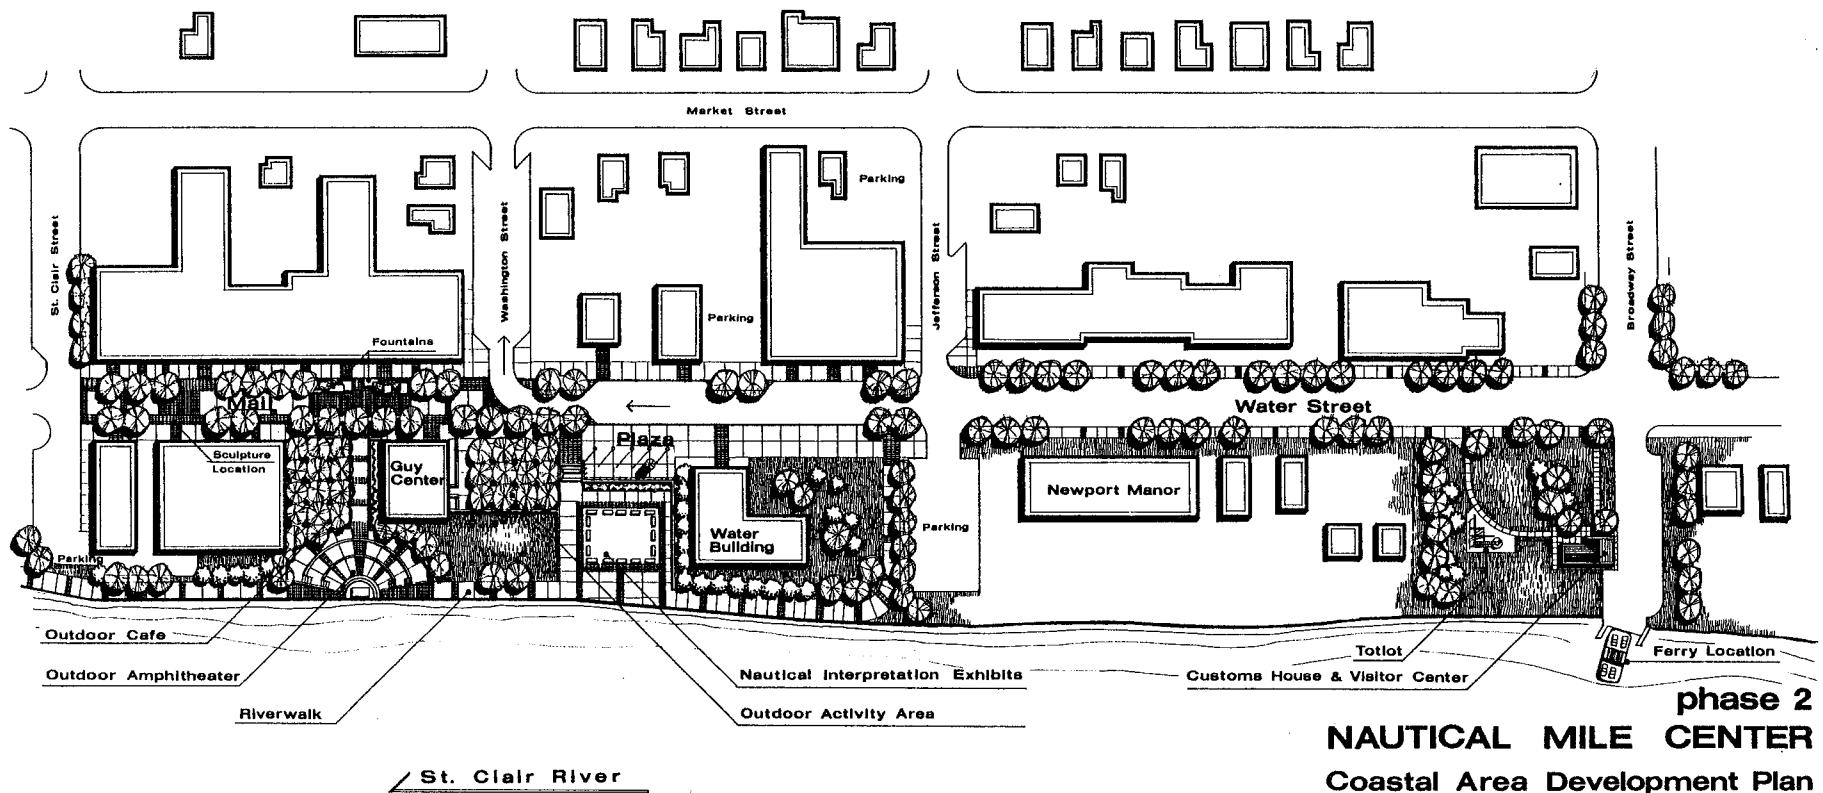 Market Street
Parking
St. Clair Street
Washington Street
Jefferson Street
Broadway Street
Parking
Fountains
Mall
Water Street
Plaza
Sculpture
Location
Guy
Center
Newport Manor
Water
Building
Parking
Parking
Outdoor Cafe
Totlot
Ferry Location
Outdoor Amphitheater
Nautical Interpretation Exhibits
Customs House & Visitor Center
Riverwalk
Outdoor Activity Area
phase 2
NAUTICAL MILE CENTER
St. Clair River
Coastal Area Development Plan